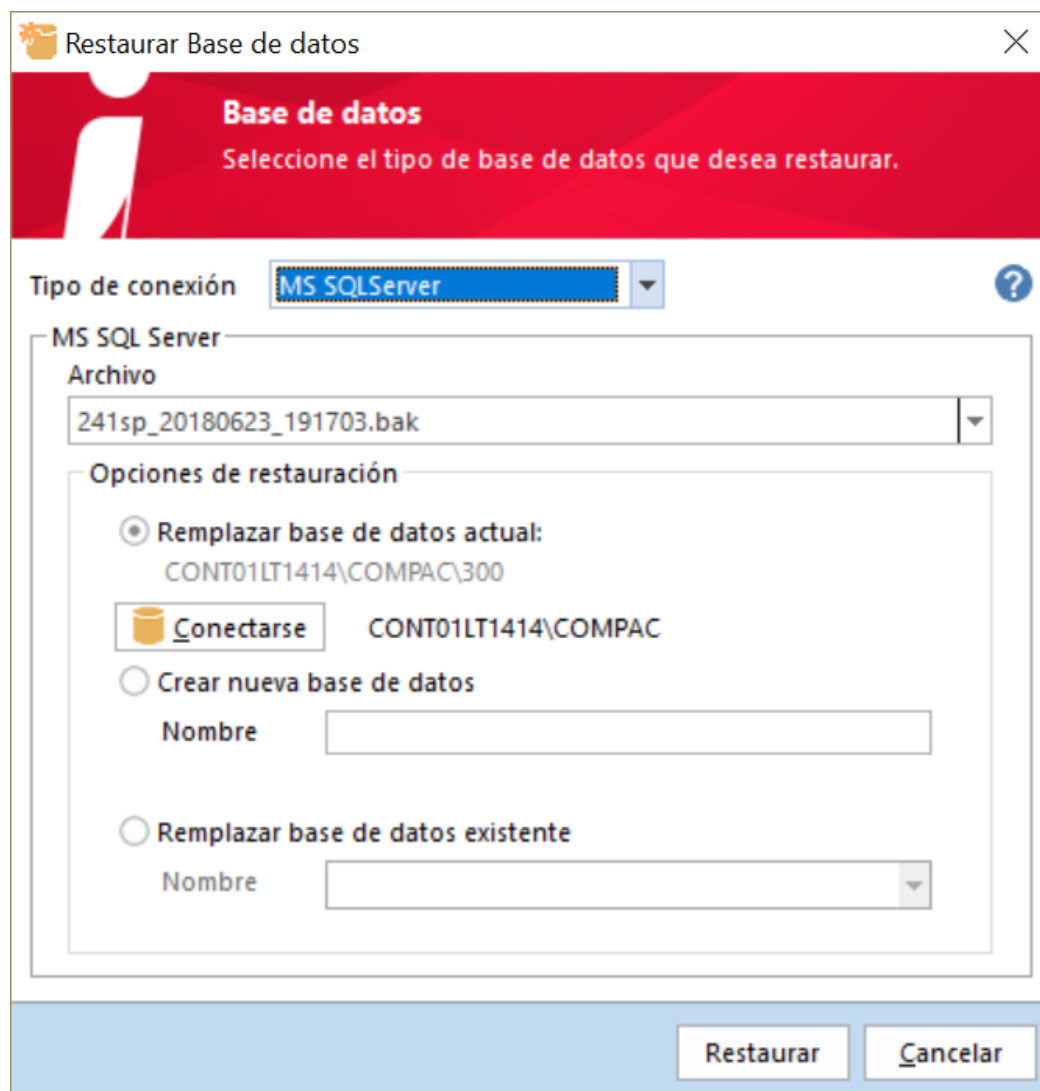 Restaurar Base de datos
Base de datos
Seleccione el tipo de base de datos que desea restaurar.
Tipo de conexión MS SQLServer ?
MS SQL Server
Archivo
241sp_20180623_191703.bak
Opciones de restauración
Remplazar base de datos actual:
CONT01LT1414\COMPAC\300
Conectarse CONT01LT1414\COMPAC
Crear nueva base de datos
Nombre
Remplazar base de datos existente
Nombre
Restaurar Cancelar